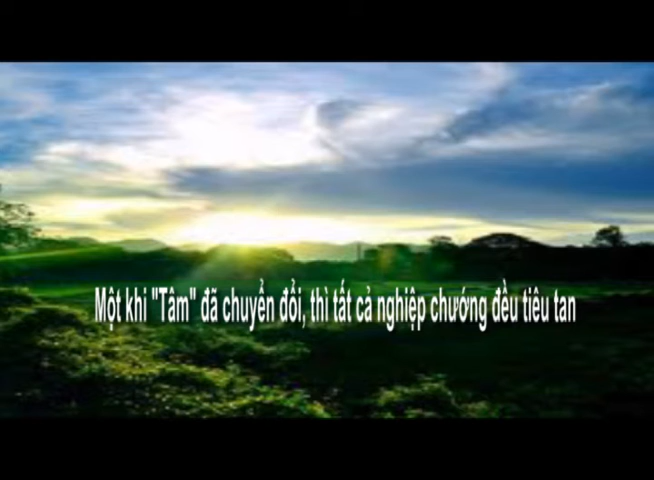 Một khi "Tâm" đã chuyển đổi, thì tất cả nghiệp chướng đều tiêu tan